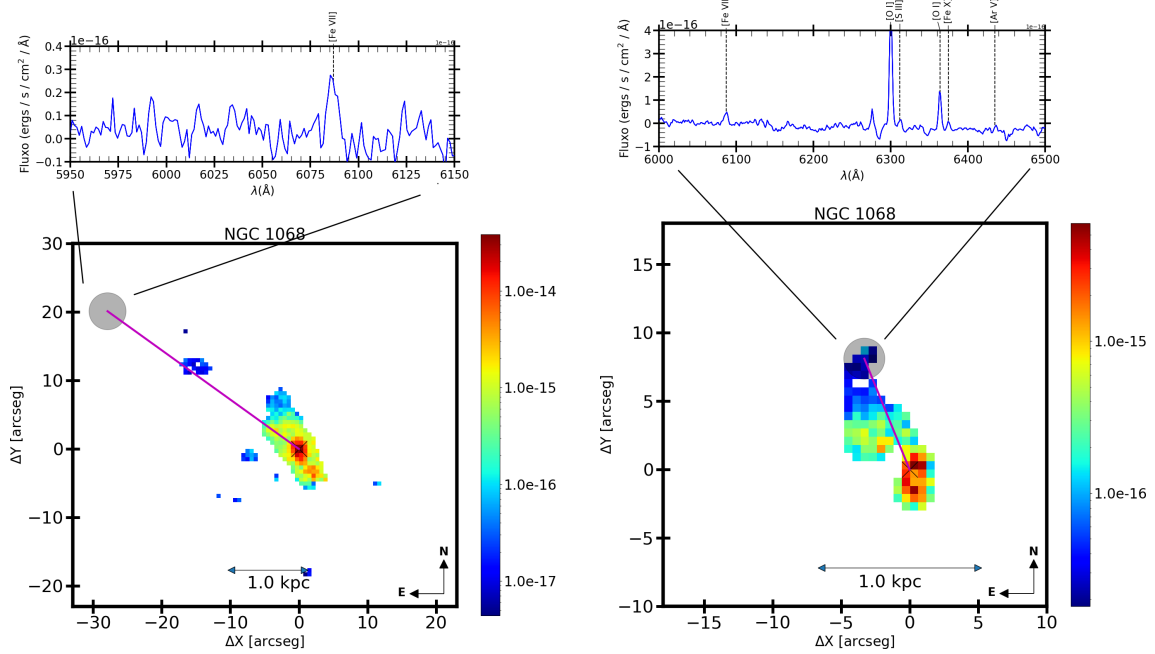 [Fe VII]
1e−16
1e−16
Fluxo (ergs / s / cm² / Å)
0.4
0.3
0.2
0.1
0.0
−0.1
5950 5975 6000 6025 6050 6075 6100 6125 6150
λ(Å)
NGC 1068
ΔY [arcseg]
30
20
10
0
−10
−20
1.0 kpc
N
E
−30 −20 −10 0 10 20
ΔX [arcseg]
1.0e-14
1.0e-15
1.0e-16
1.0e-17
[Fe VII]
[O I]
[S III]
[O I]
[Fe X]
[Ar V]
1e−16
1e−16
Fluxo (ergs / s / cm² / Å)
4
3
2
1
0
−1
6000 6100 6200 6300 6400 6500
λ(Å)
NGC 1068
ΔY [arcseg]
15
10
5
0
−5
−10
1.0 kpc
N
E
−15 −10 −5 0 5 10
ΔX [arcseg]
1.0e-15
1.0e-16